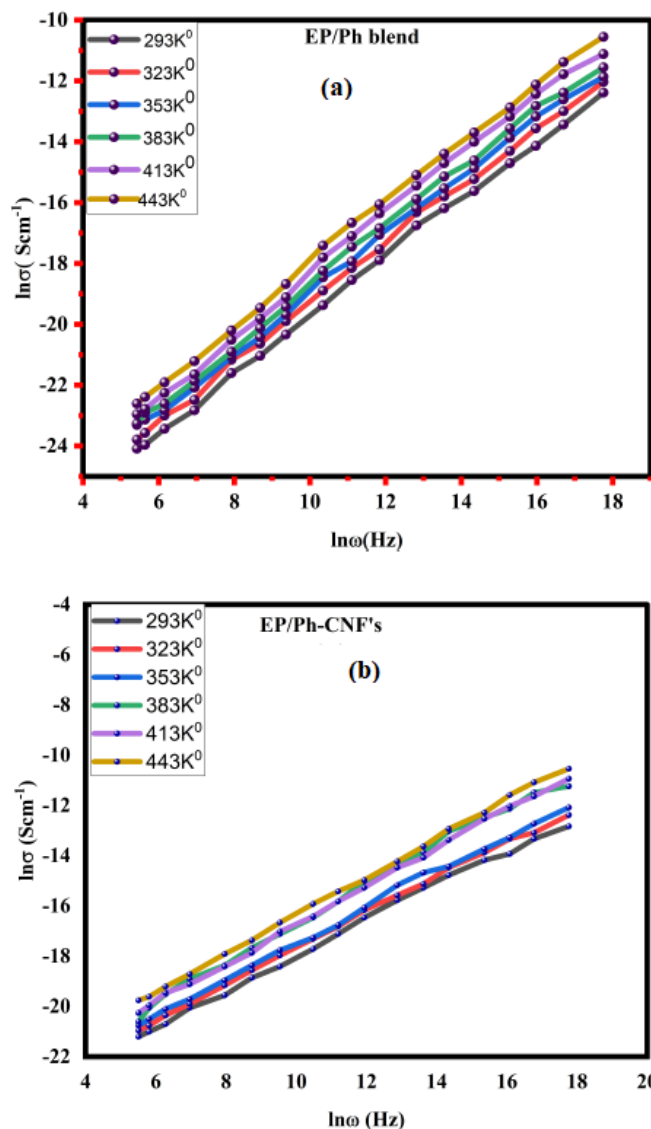 EP/Ph blend
(a)
293K⁰
323K⁰
353K⁰
383K⁰
413K⁰
443K⁰
lnσ( Scm⁻¹)
-10
-12
-14
-16
-18
-20
-22
-24
4 6 8 10 12 14 16 18
lnω(Hz)
EP/Ph-CNF's
(b)
293K⁰
323K⁰
353K⁰
383K⁰
413K⁰
443K⁰
lnσ (Scm⁻¹)
-4
-6
-8
-10
-12
-14
-16
-18
-20
-22
4 6 8 10 12 14 16 18 20
lnω (Hz)